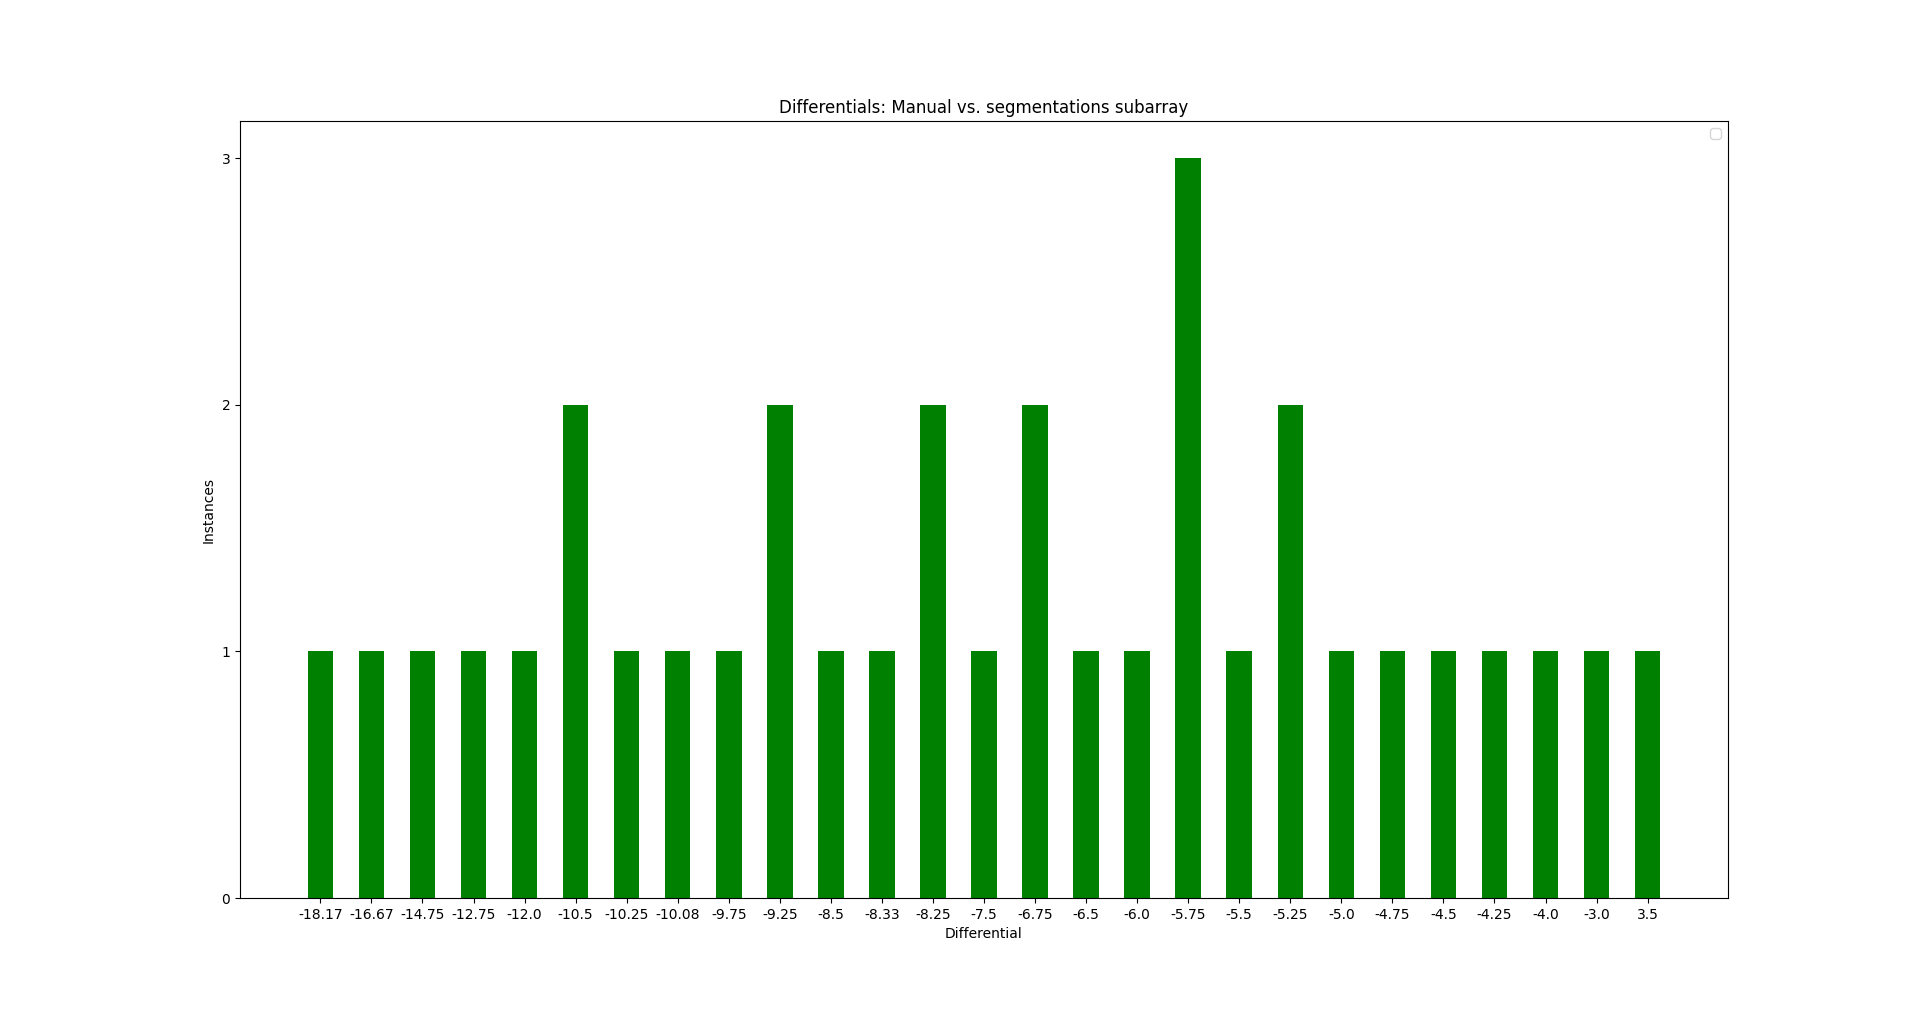 Differentials: Manual vs. segmentations subarray
3
2
1
0
Instances
-18.17 -16.67 -14.75 -12.75 -12.0 -10.5 -10.25 -10.08 -9.75 -9.25 -8.5 -8.33 -8.25 -7.5 -6.75 -6.5 -6.0 -5.75 -5.5 -5.25 -5.0 -4.75 -4.5 -4.25 -4.0 -3.0 3.5
Differential